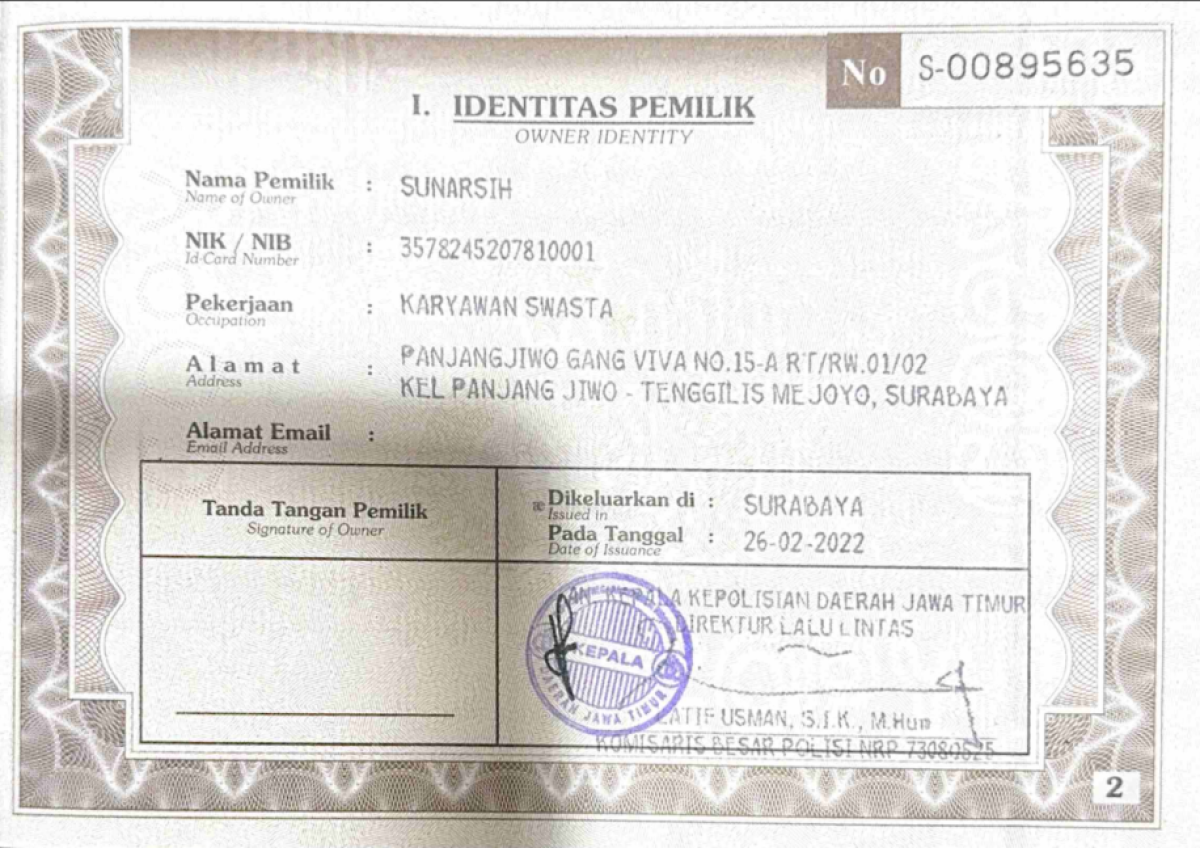 No S-00895635
I. IDENTITAS PEMILIK
OWNER IDENTITY
Nama Pemilik : SUNARSIH
Name of Owner
NIK / NIB : 3578245207810001
Id-Card Number
Pekerjaan : KARYAWAN SWASTA
Occupation
Alamat : PANJANGJIWO GANG VIVA NO.15-A RT/RW.01/02
Address
KEL PANJANG JIWO - TENGGILIS MEJOYO, SURABAYA
Alamat Email :
Email Address
Tanda Tangan Pemilik
Signature of Owner
Dikeluarkan di : SURABAYA
Issued in
Pada Tanggal : 26-02-2022
Date of Issuance
AN KEPALA KEPOLISIAN DAERAH JAWA TIMUR
DIREKTUR LALU LINTAS
KEPALA
DAERAH JAWA TIMUR
LATIF USMAN, S.I.K., M.Hum
KOMISARIS BESAR POLISI NRP
2